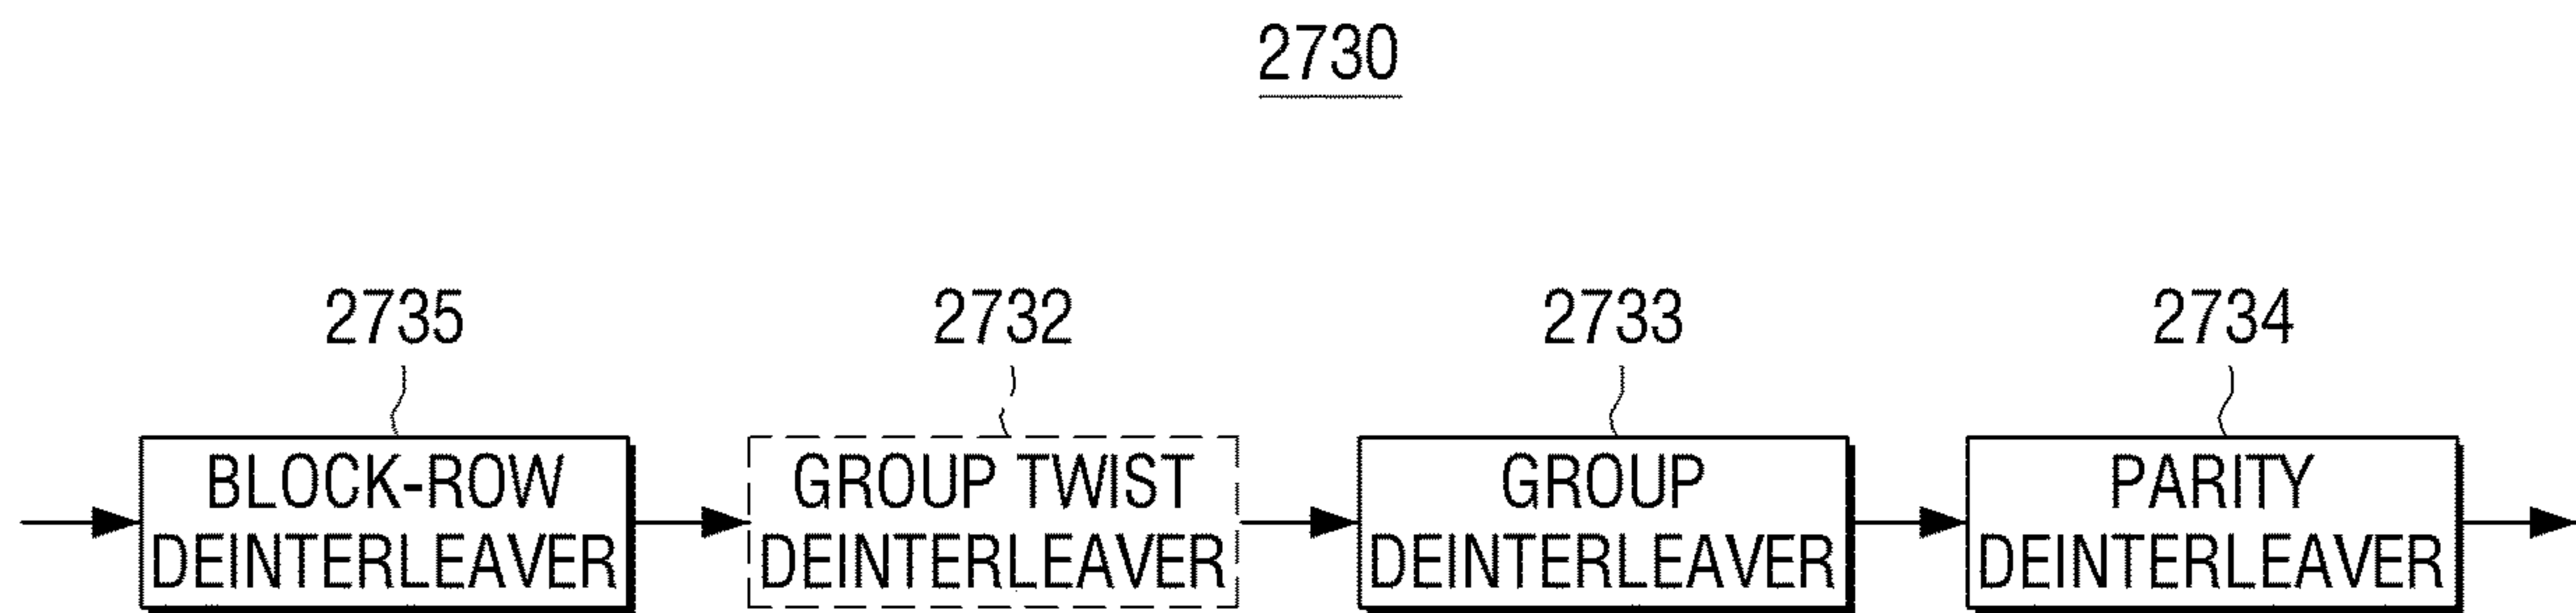 2730
2735
2732
2733
2734
BLOCK-ROW
DEINTERLEAVER
GROUP TWIST
DEINTERLEAVER
GROUP
DEINTERLEAVER
PARITY
DEINTERLEAVER